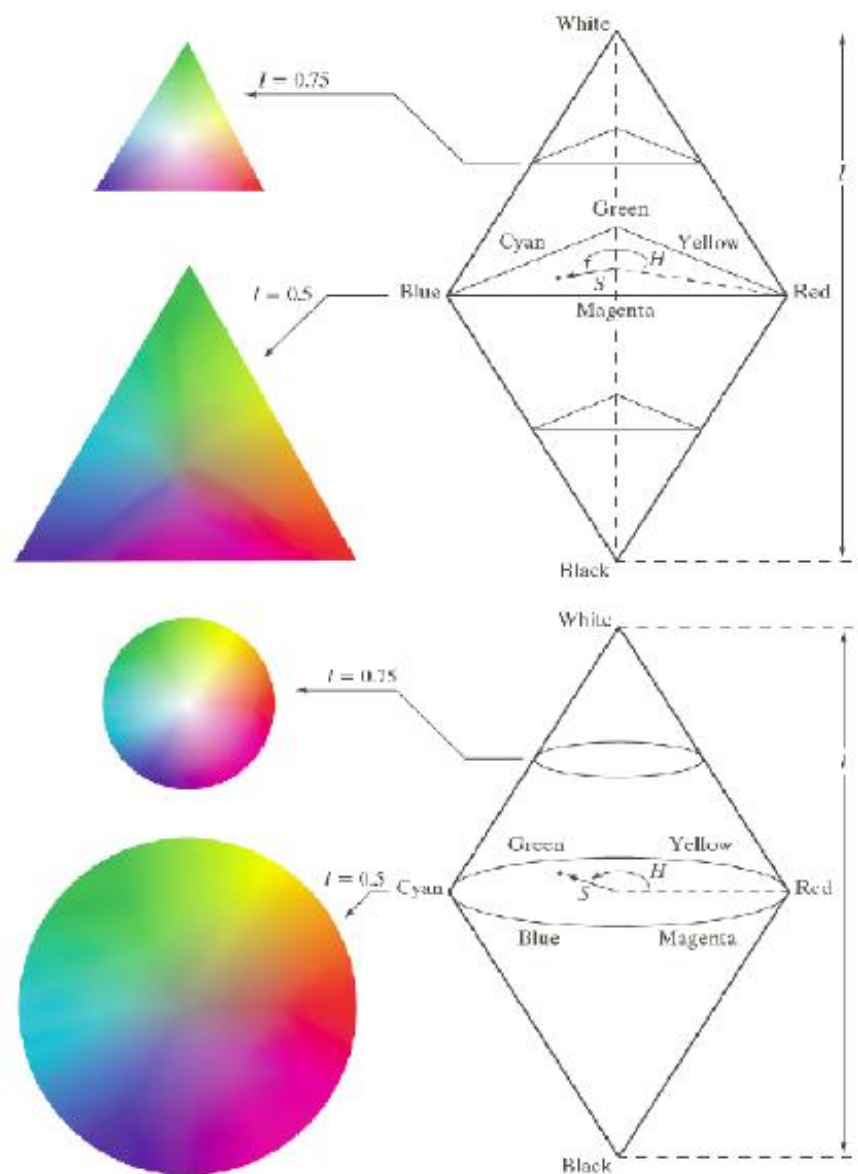 White
I = 0.75
I
Green
Cyan
Yellow
H
I = 0.5
Blue
S
Red
Magenta
Black
White
I = 0.75
I
Green
Yellow
H
I = 0.5
Cyan
S
Red
Blue
Magenta
Black